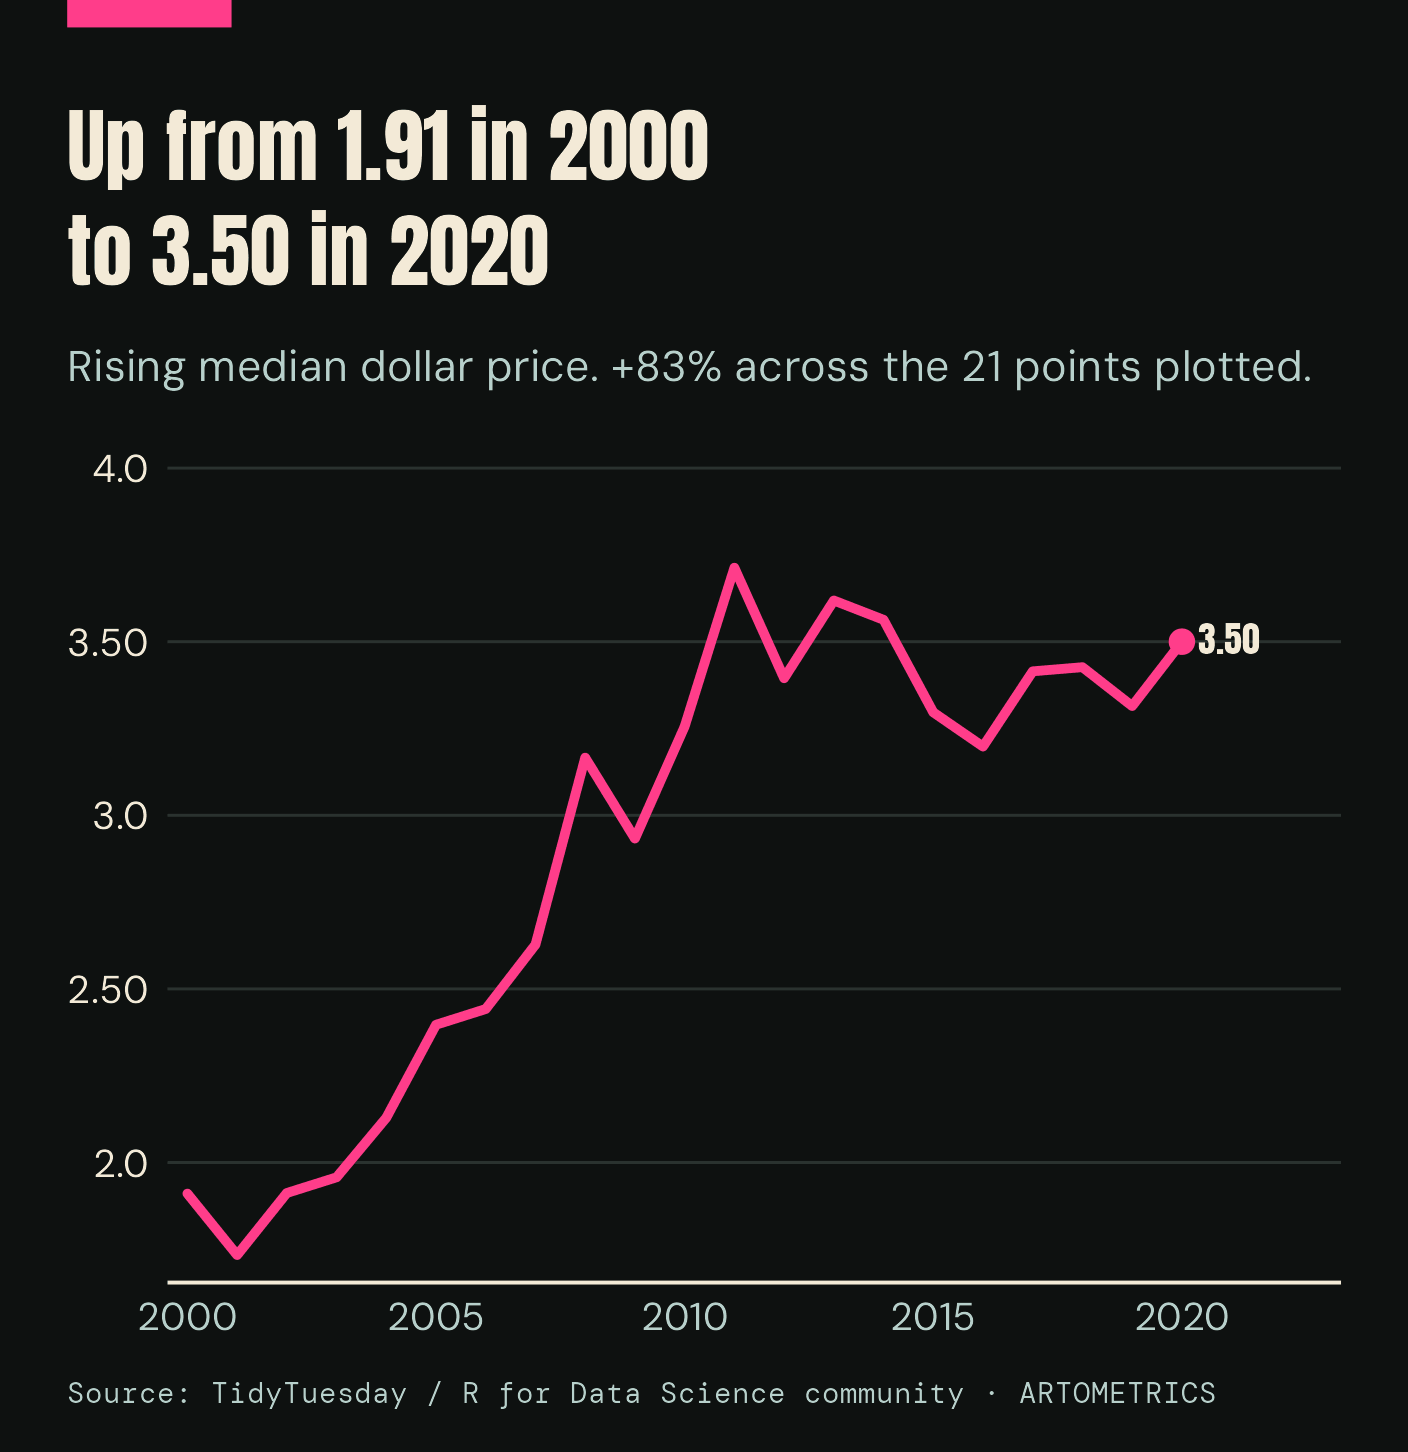 Up from 1.91 in 2000
to 3.50 in 2020
Rising median dollar price. +83% across the 21 points plotted.
4.0
3.50
3.50
3.0
2.50
2.0
2000 2005 2010 2015 2020
Source: TidyTuesday / R for Data Science community · ARTOMETRICS